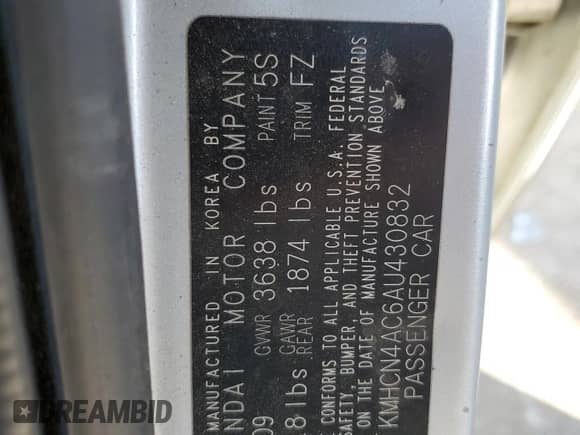 MANUFACTURED IN KOREA BY
NDAI MOTOR COMPANY
09 GVWR 3638 lbs PAINT 5S
8 lbs GAWR REAR 1874 lbs TRIM FZ
CONFORMS TO ALL APPLICABLE U.S.A. FEDERAL
SAFETY, BUMPER, AND THEFT PREVENTION STANDARDS
ON THE DATE OF MANUFACTURE SHOWN ABOVE,
KMHCN4AC6AU430832
PASSENGER CAR
DREAMBID